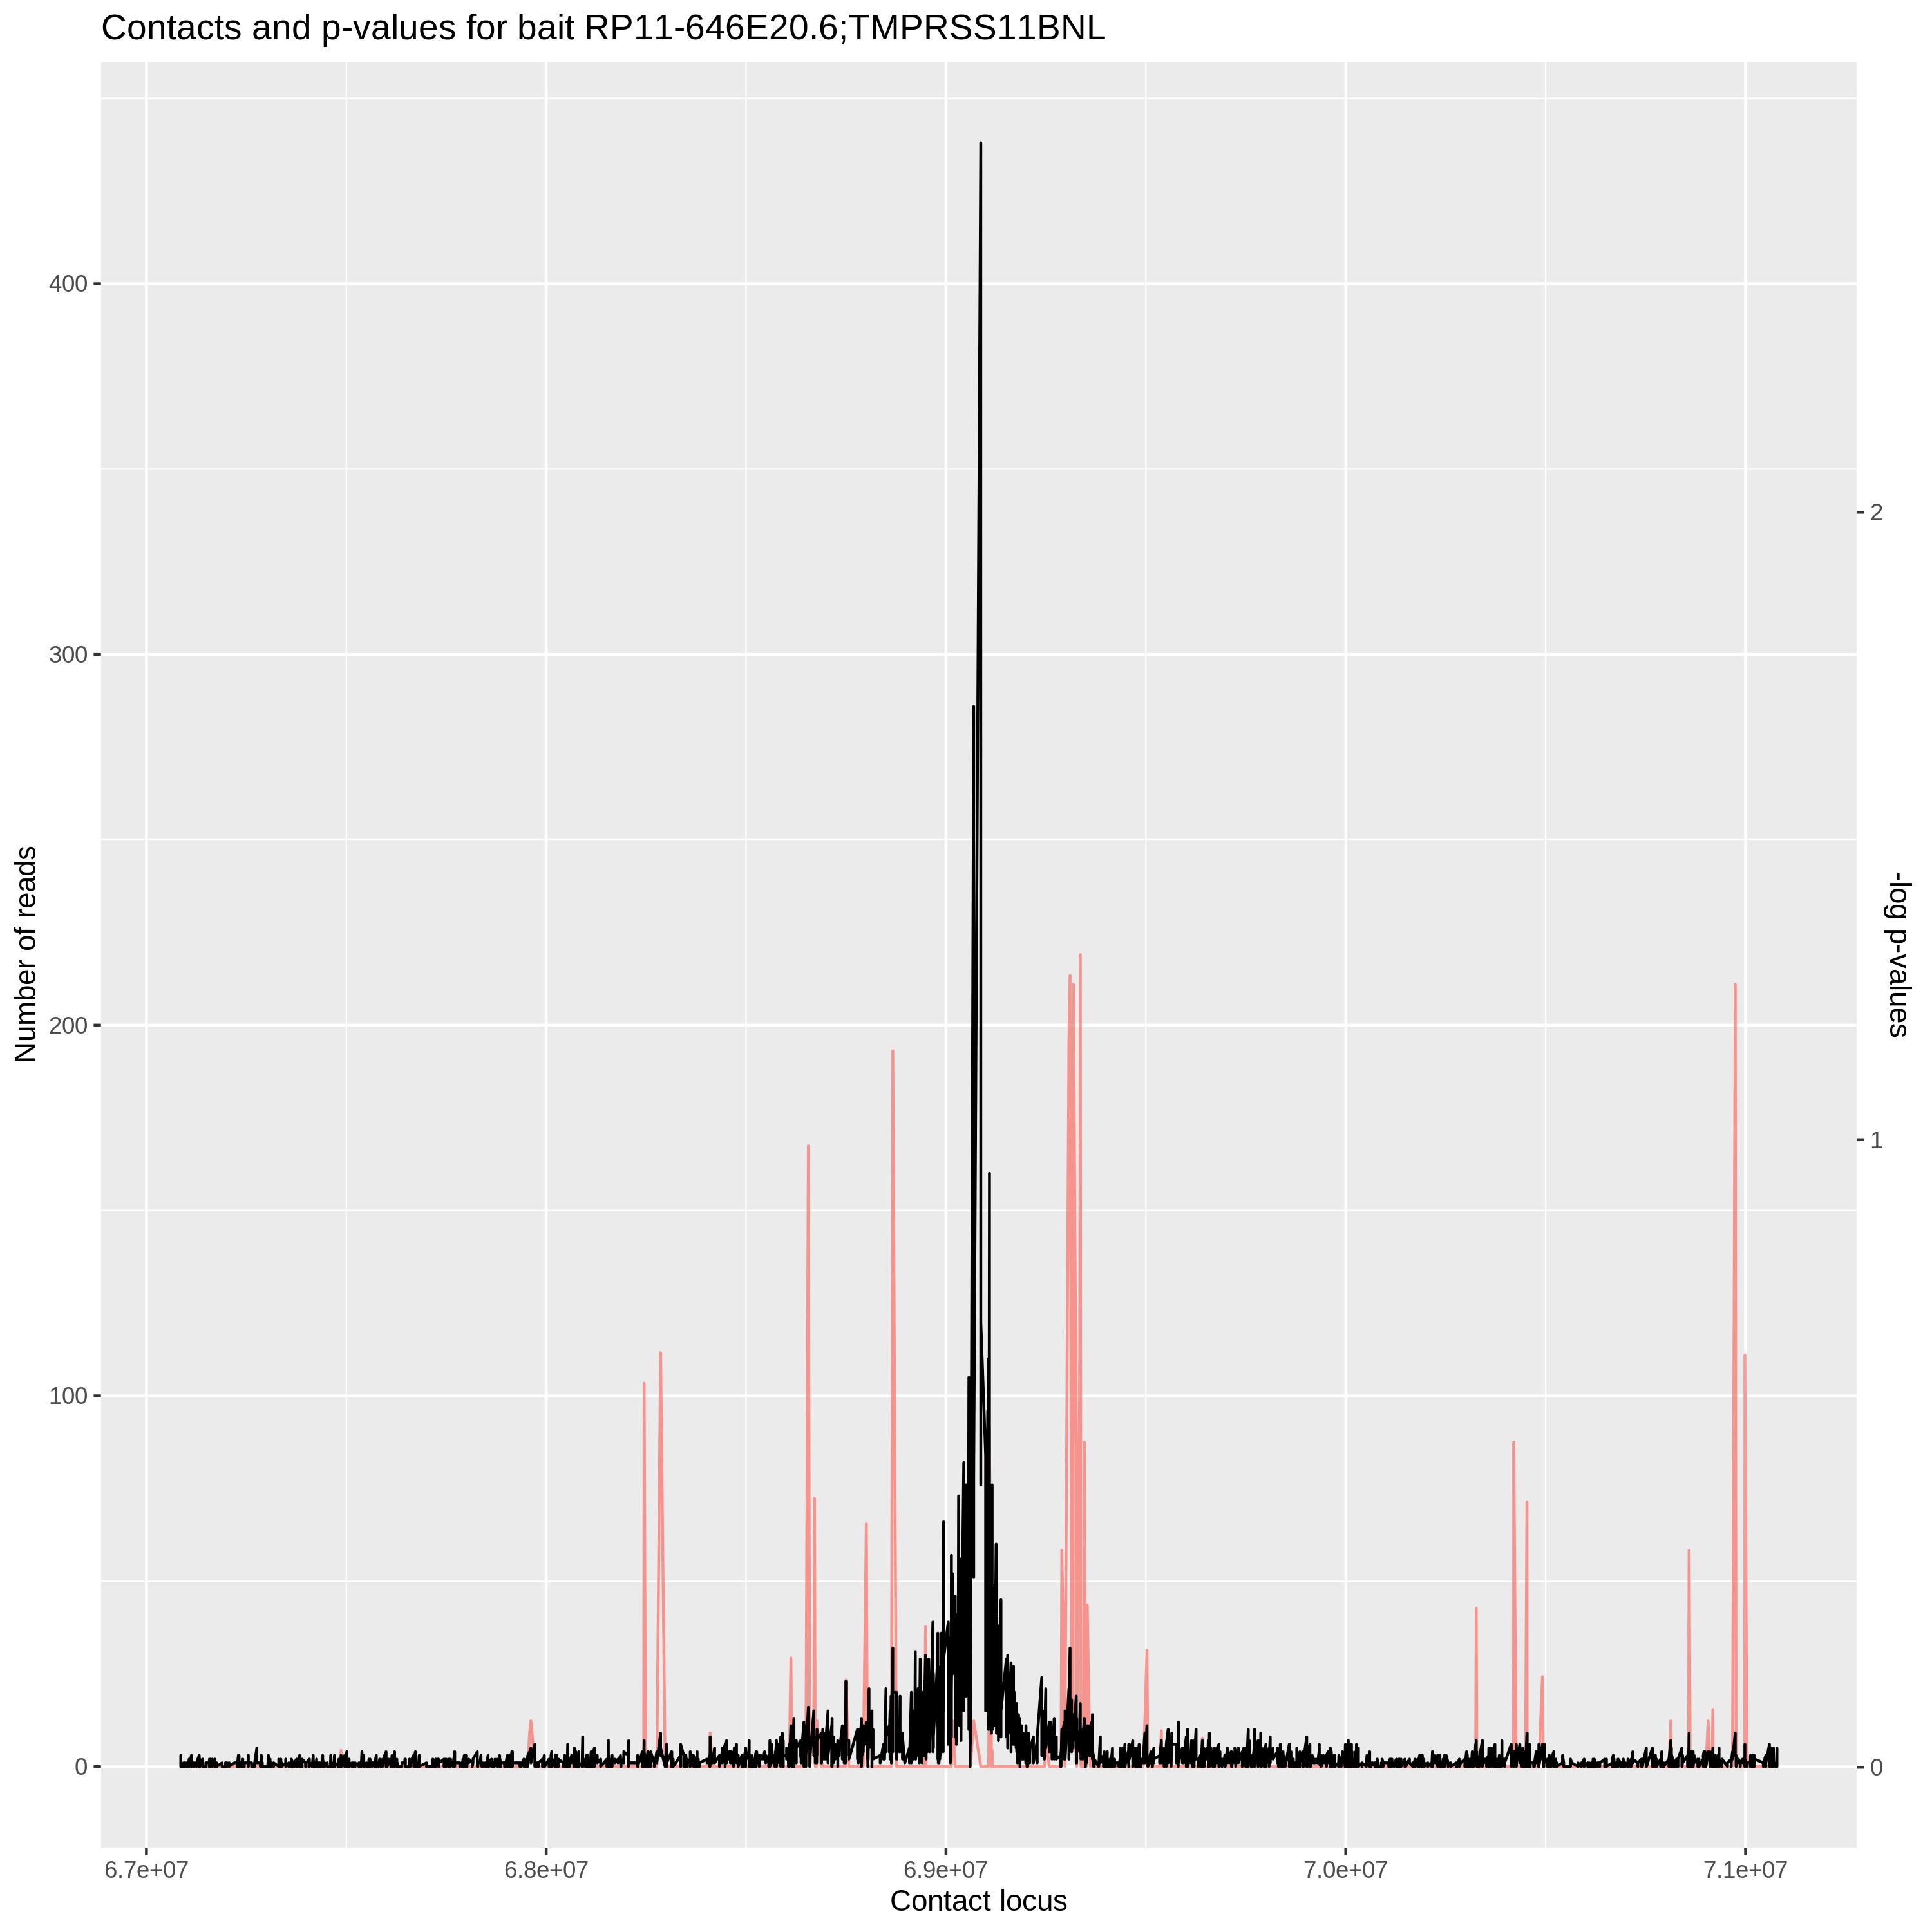 Contacts and p-values for bait RP11-646E20.6;TMPRSS11BNL
Number of reads
400
300
200
100
0
-log p-values
2
1
0
6.7e+07
6.8e+07
6.9e+07
7.0e+07
7.1e+07
Contact locus